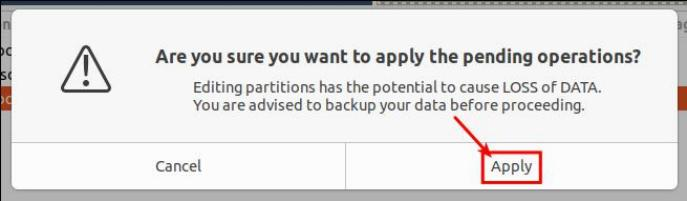 Are you sure you want to apply the pending operations?
Editing partitions has the potential to cause LOSS of DATA.
You are advised to backup your data before proceeding.
Cancel
Apply